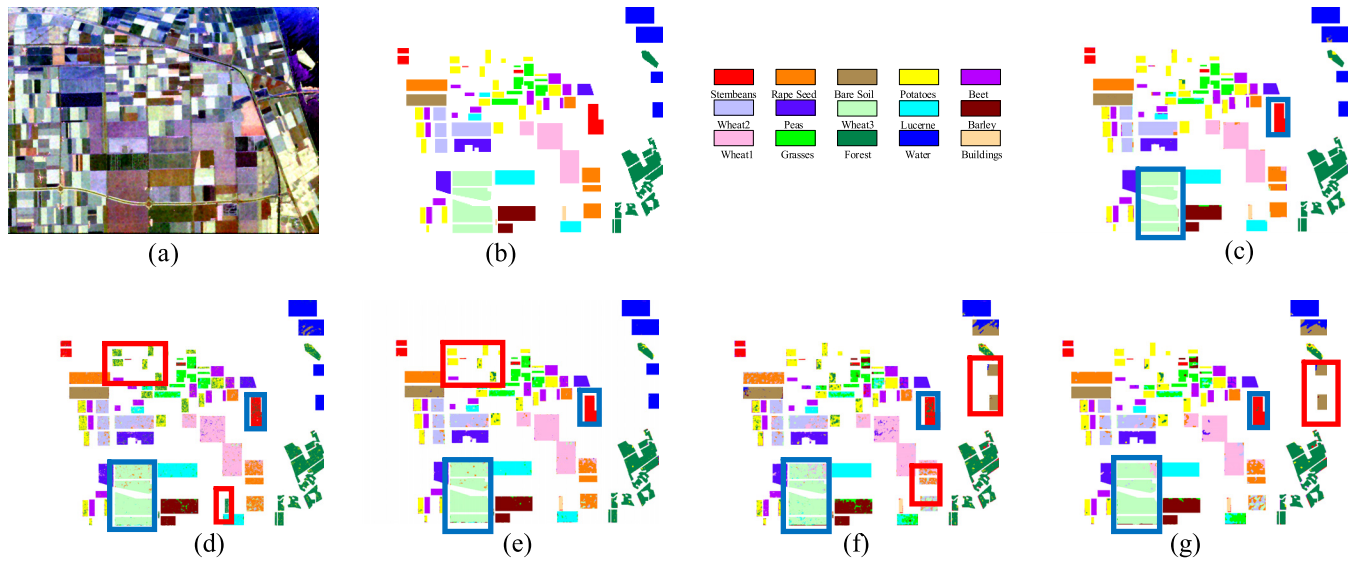 Stembeans Rape Seed Bare Soil Potatoes Beet
Wheat2 Peas Wheat3 Lucerne Barley
Wheat1 Grasses Forest Water Buildings
(a) (b) (c)
(d) (e) (f) (g)